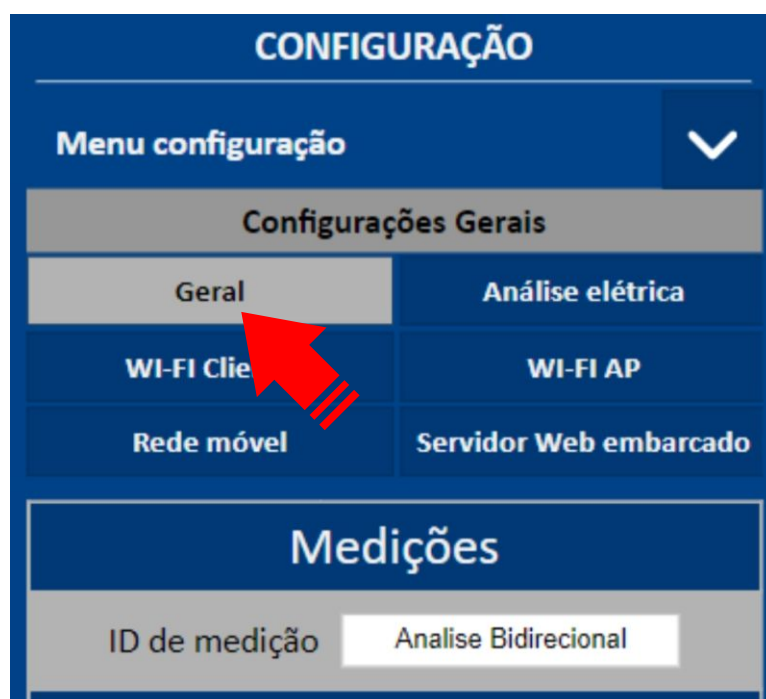 CONFIGURAÇÃO
Menu configuração
Configurações Gerais
Geral
Análise elétrica
WI-FI
WI-FI AP
Rede móvel
Servidor Web embarcado
Medições
ID de medição
Analise Bidirecional